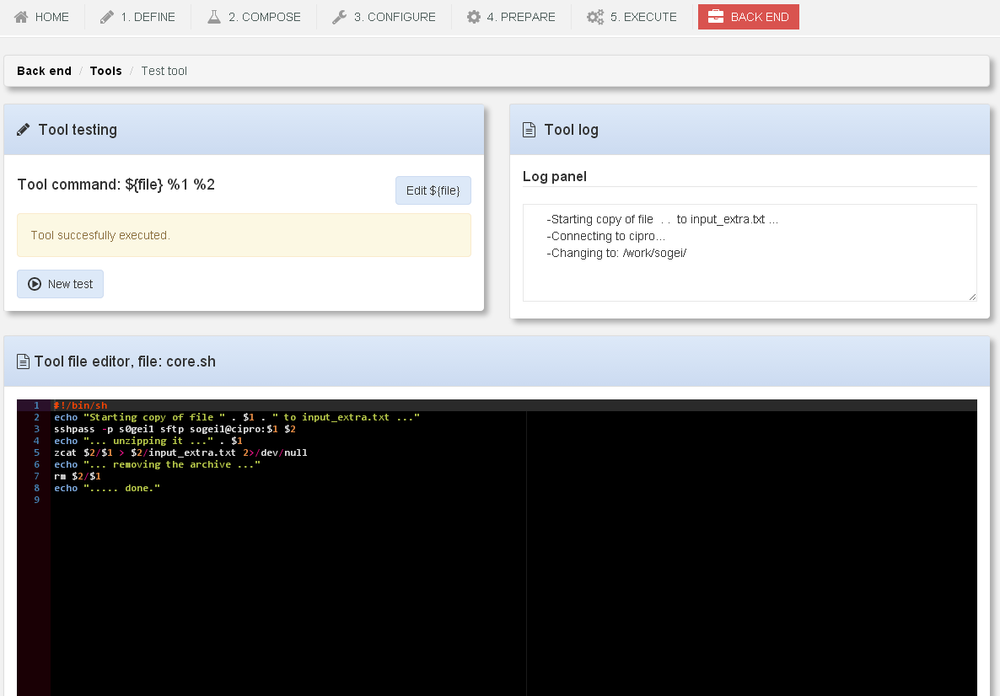 HOME 1. DEFINE 2. COMPOSE 3. CONFIGURE 4. PREPARE 5. EXECUTE BACK END
Back end / Tools / Test tool
Tool testing
Tool command: ${file} %1 %2
Edit ${file}
Tool succesfully executed.
New test
Tool log
Log panel
-Starting copy of file . . to input_extra.txt ...
-Connecting to cipro...
-Changing to: /work/sogei/
Tool file editor, file: core.sh
1 #!/bin/sh
2 echo "Starting copy of file " . $1 . " to input_extra.txt ..."
3 sshpass -p s0gei1 sftp sogei1@cipro:$1 $2
4 echo "... unzipping it ..." . $1
5 zcat $2/$1 > $2/input_extra.txt 2>/dev/null
6 echo "... removing the archive ..."
7 rm $2/$1
8 echo "..... done."
9